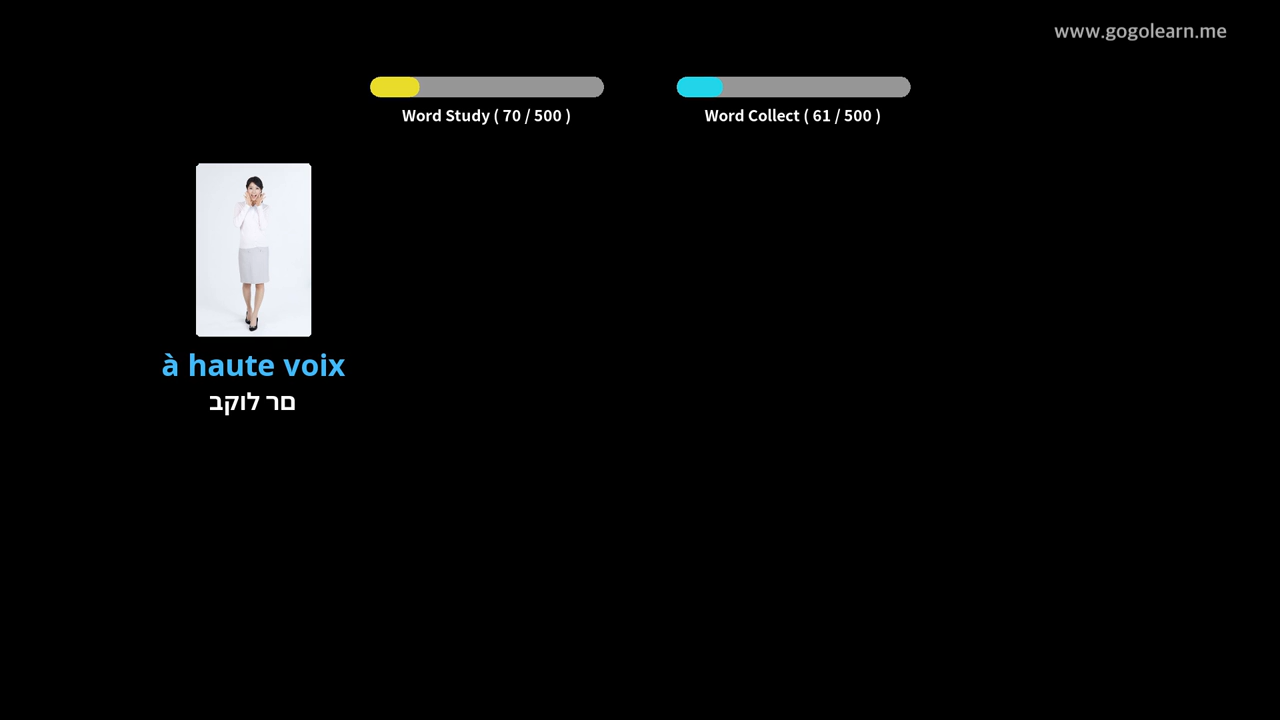 www.gogolearn.me
Word Study ( 70 / 500 )
Word Collect ( 61 / 500 )
à haute voix
םר לוקב